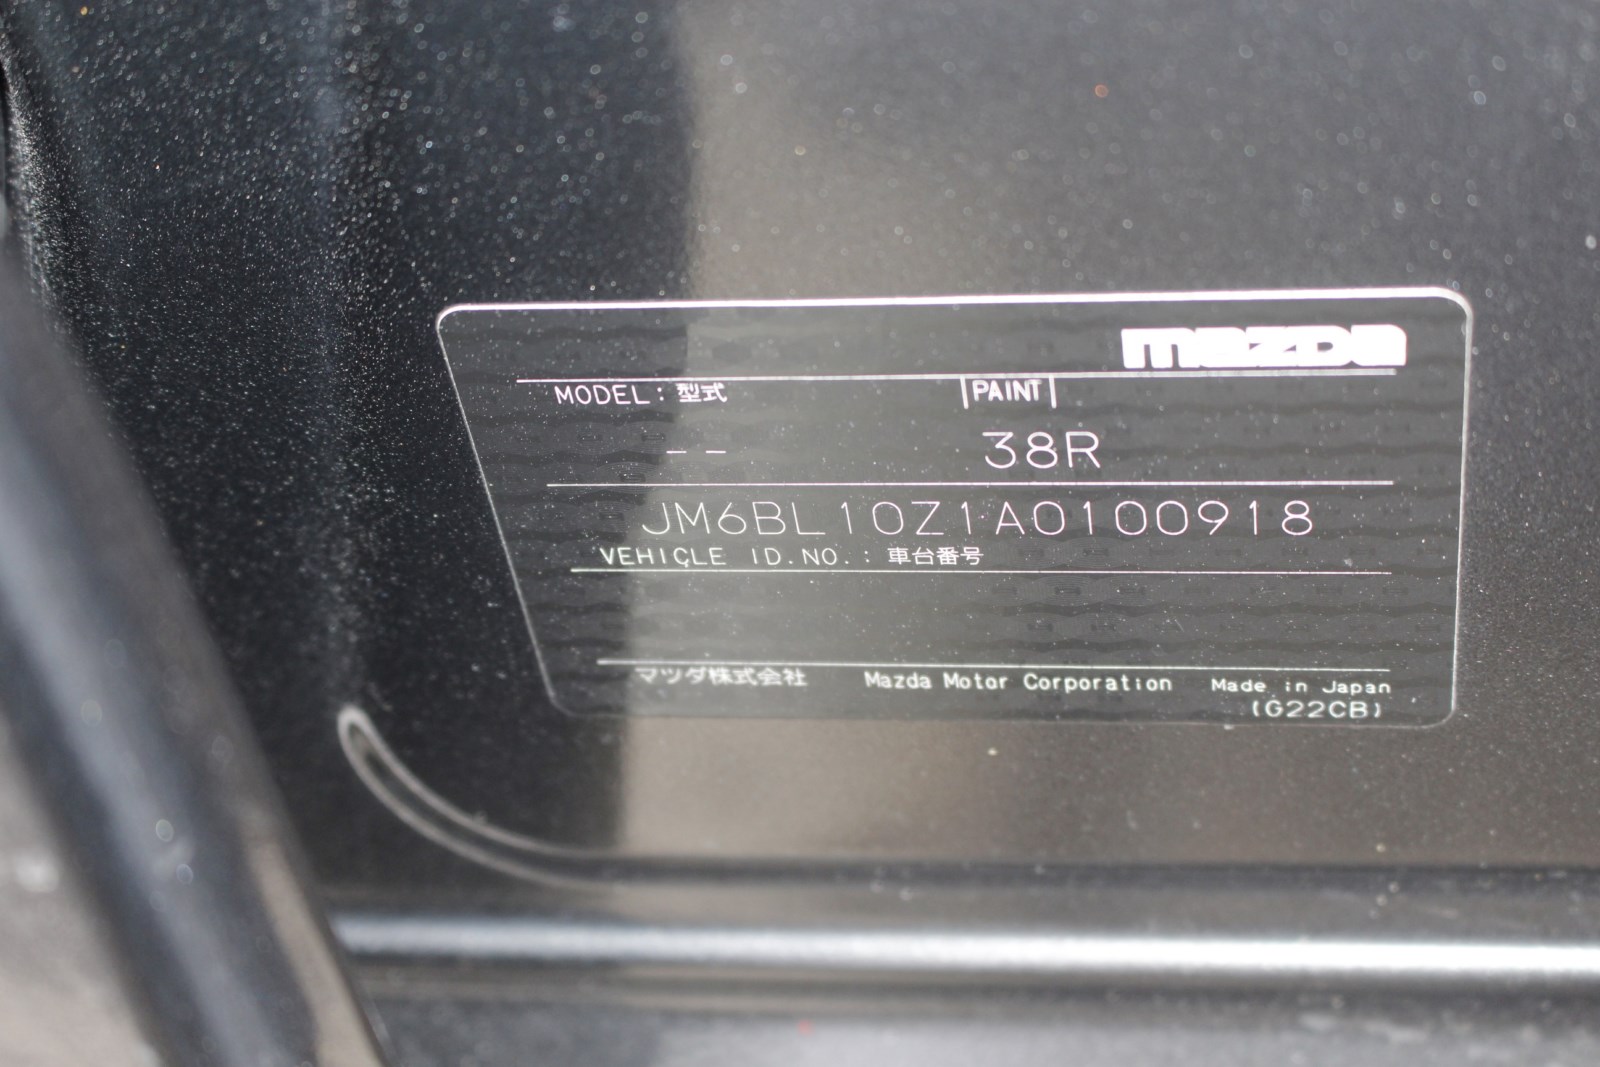 mazda
MODEL: 型式 PAINT
-- 38R
JM6BL10Z1A0100918
VEHICLE ID.NO.: 車台番号
マツダ株式会社 Mazda Motor Corporation Made in Japan
(G22CB)